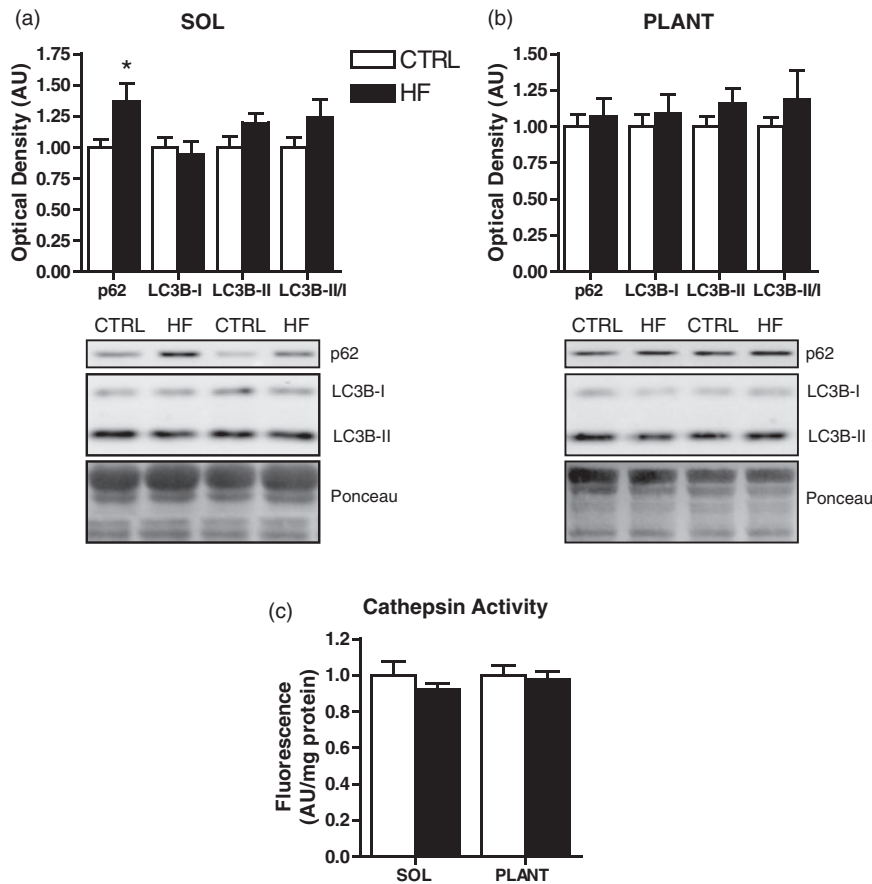 (a)
SOL
Optical Density (AU)
1.75
1.50
1.25
1.00
0.75
0.50
0.25
0.00
*
p62 LC3B-I LC3B-II LC3B-II/I
CTRL
HF
CTRL HF CTRL HF
p62
LC3B-I
LC3B-II
Ponceau
(b)
PLANT
Optical Density (AU)
1.50
1.25
1.00
0.75
0.50
0.25
0.00
p62 LC3B-I LC3B-II LC3B-II/I
CTRL HF CTRL HF
p62
LC3B-I
LC3B-II
Ponceau
(c)
Cathepsin Activity
Fluorescence
(AU/mg protein)
1.2
1.0
0.8
0.6
0.4
0.2
0.0
SOL PLANT